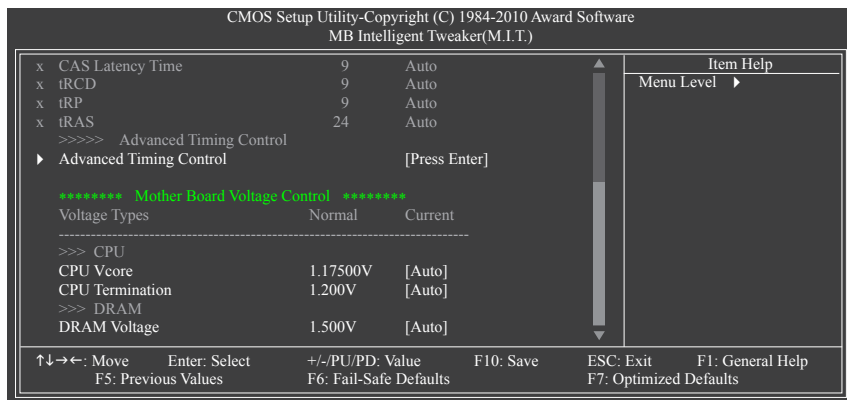 CMOS Setup Utility-Copyright (C) 1984-2010 Award Software
MB Intelligent Tweaker(M.I.T.)
x CAS Latency Time 9 Auto
x tRCD 9 Auto
x tRP 9 Auto
x tRAS 24 Auto
>>>>> Advanced Timing Control
▶ Advanced Timing Control [Press Enter]
******** Mother Board Voltage Control ********
Voltage Types Normal Current
-----------------------------------------------------------------------------
>>> CPU
CPU Vcore 1.17500V [Auto]
CPU Termination 1.200V [Auto]
>>> DRAM
DRAM Voltage 1.500V [Auto]
Item Help
Menu Level ▶
↑↓→←: Move Enter: Select +/-/PU/PD: Value F10: Save ESC: Exit F1: General Help
F5: Previous Values F6: Fail-Safe Defaults F7: Optimized Defaults